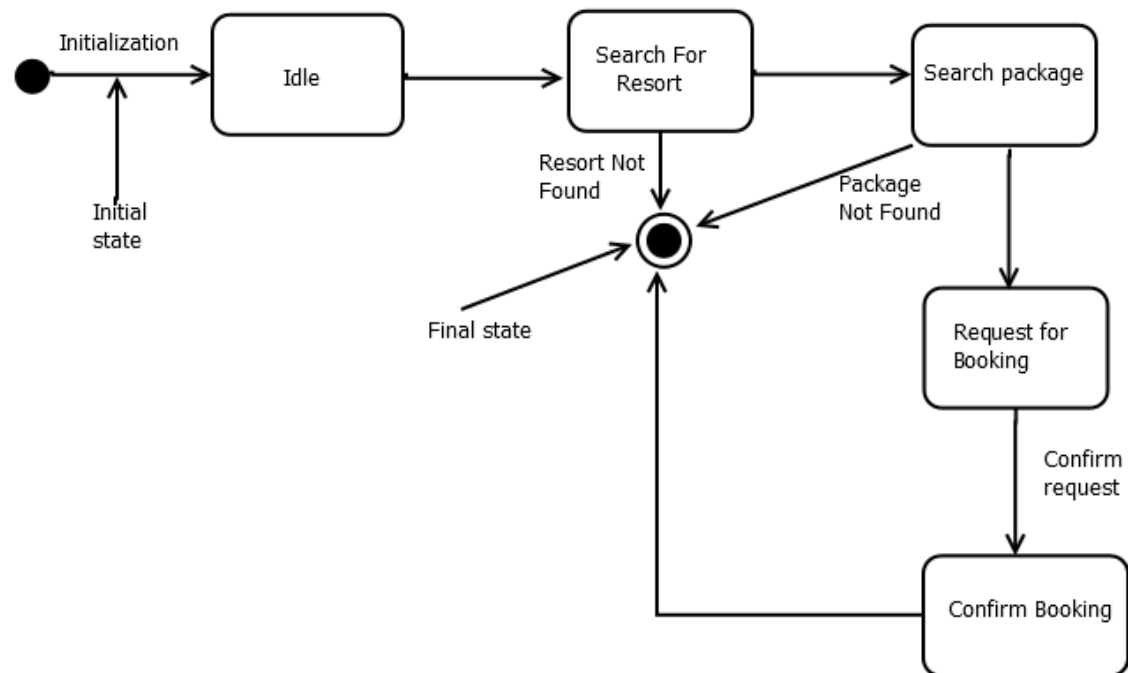 Initialization
Idle
Search For
Resort
Search package
Resort Not
Found
Package
Not Found
Initial
state
Final state
Request for
Booking
Confirm
request
Confirm Booking